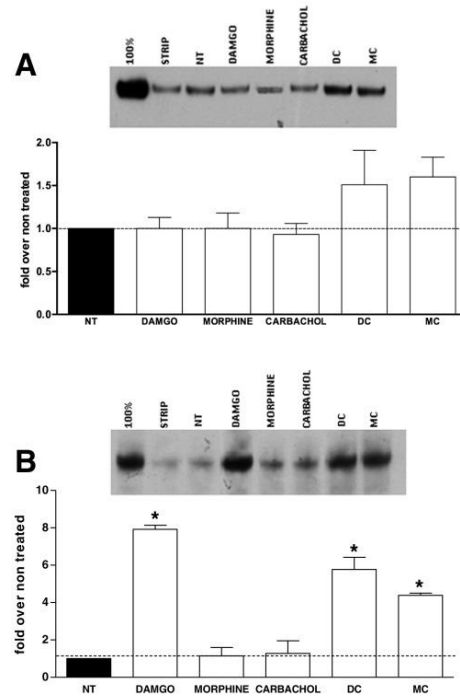 A
100% STRIP NT DAMGO MORPHINE CARBACHOL DC MC
fold over non treated
2.0
1.5
1.0
0.5
0.0
NT DAMGO MORPHINE CARBACHOL DC MC
B
100% STRIP NT DAMGO MORPHINE CARBACHOL DC MC
fold over non treated
10
8
6
4
2
0
* * *
NT DAMGO MORPHINE CARBACHOL DC MC